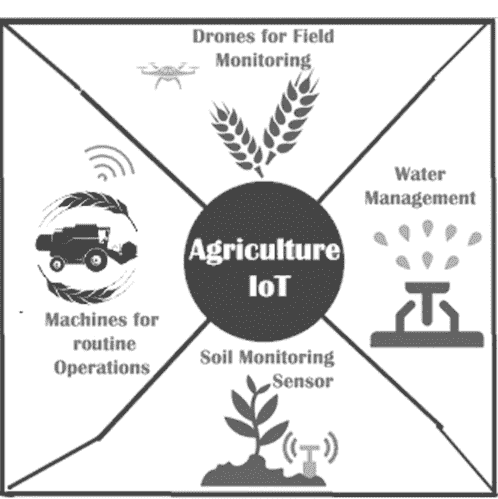 Drones for Field
Monitoring
Water
Management
Agriculture
IoT
Machines for
routine
Operations
Soil Monitoring
Sensor